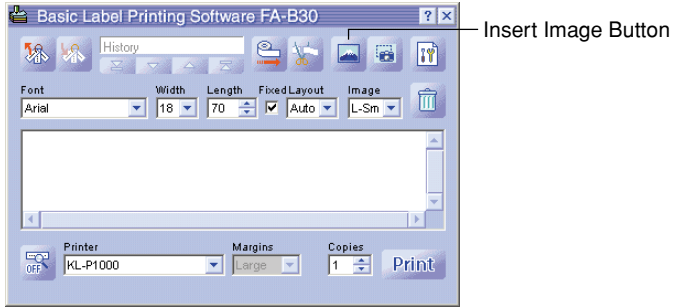 Basic Label Printing Software FA-B30
Insert Image Button
History
Font Width Length Fixed Layout Image
Arial 18 70 Auto L-Sm
Printer Margins Copies
OFF KL-P1000 Large 1 Print